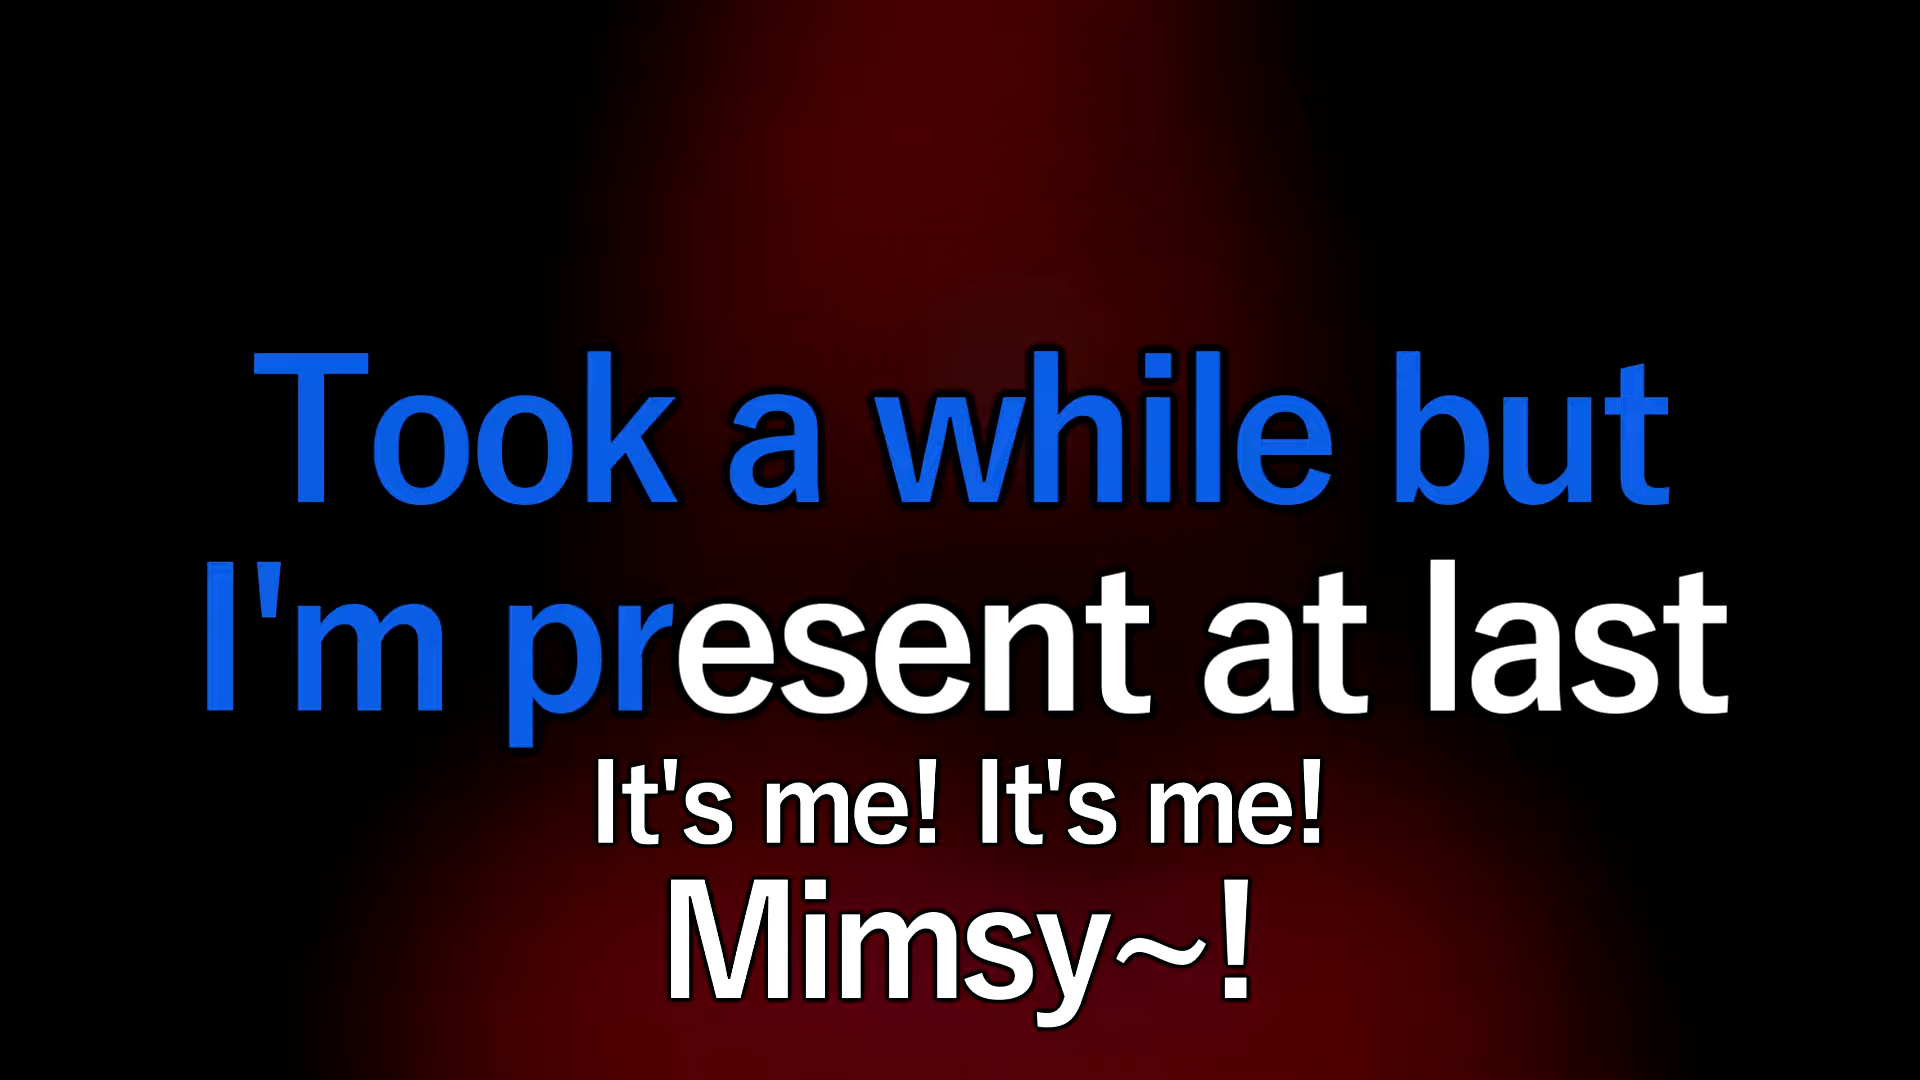 Took a while but
I'm present at last
It's me! It's me!
Mimsy~!